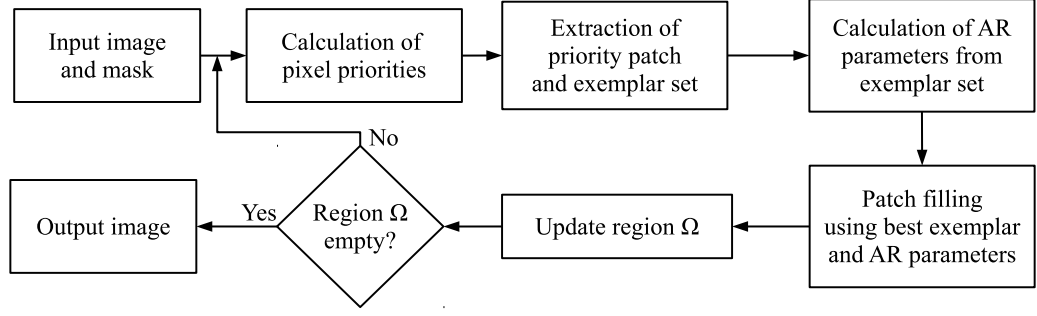 Input image
and mask
Calculation of
pixel priorities
Extraction of
priority patch
and exemplar set
Calculation of AR
parameters from
exemplar set
No
Output image
Yes
Region Ω
empty?
Update region Ω
Patch filling
using best exemplar
and AR parameters